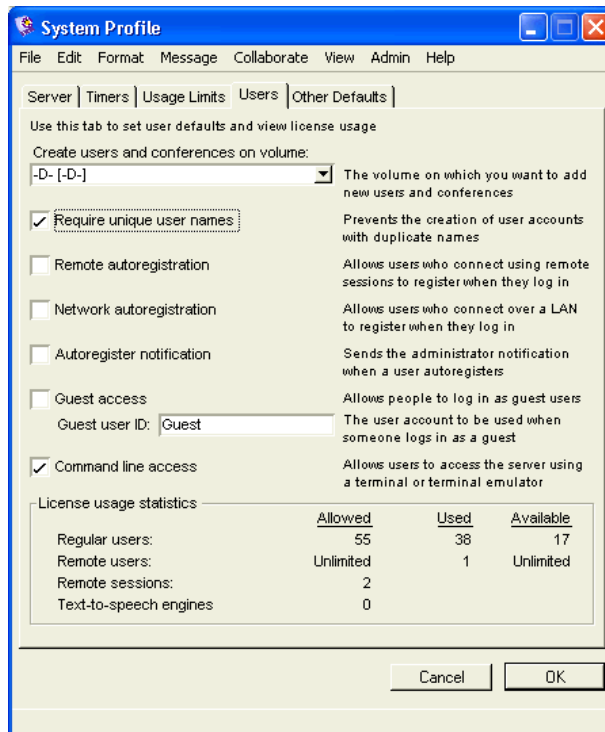 System Profile
File Edit Format Message Collaborate View Admin Help
Server Timers Usage Limits Users Other Defaults
Use this tab to set user defaults and view license usage
Create users and conferences on volume:
-D- [-D-]
The volume on which you want to add
new users and conferences
Require unique user names
Prevents the creation of user accounts
with duplicate names
Remote autoregistration
Allows users who connect using remote
sessions to register when they log in
Network autoregistration
Allows users who connect over a LAN
to register when they log in
Autoregister notification
Sends the administrator notification
when a user autoregisters
Guest access
Allows people to log in as guest users
Guest user ID: Guest
The user account to be used when
someone logs in as a guest
Command line access
Allows users to access the server using
a terminal or terminal emulator
License usage statistics
Allowed Used Available
Regular users: 55 38 17
Remote users: Unlimited 1 Unlimited
Remote sessions: 2
Text-to-speech engines 0
Cancel OK